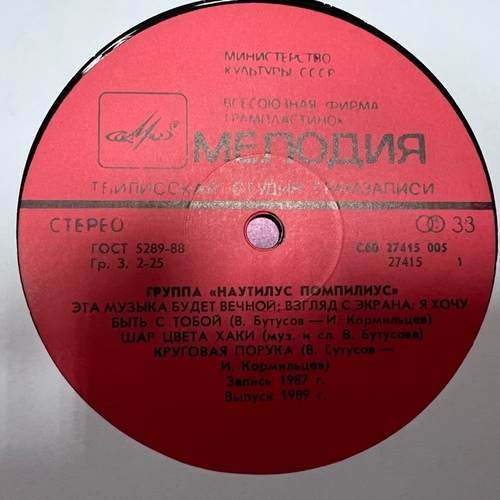 МИНИСТЕРСТВО
КУЛЬТУРЫ СССР
ВСЕСОЮЗНАЯ ФИРМА
ГРАМПЛАСТИНОК
МЕЛОДИЯ
СТУДИЯ ГРАМЗАПИСИ
СТЕРЕО
33
ГОСТ 5289-88
С60 27415 005
Гр. 3. 2-25
27415 1
ГРУППА «НАУТИЛУС ПОМПИЛИУС»
ЭТА МУЗЫКА БУДЕТ ВЕЧНОЙ; ВЗГЛЯД С ЭКРАНА; Я ХОЧУ
БЫТЬ С ТОБОЙ (В. Бутусов — И. Кормильцев)
ШАР ЦВЕТА ХАКИ (муз. и сл. В. Бутусова)
КРУГОВАЯ ПОРУКА (В. Бутусов —
И. Кормильцев)
Запись 1987 г.
Выпуск 1989 г.